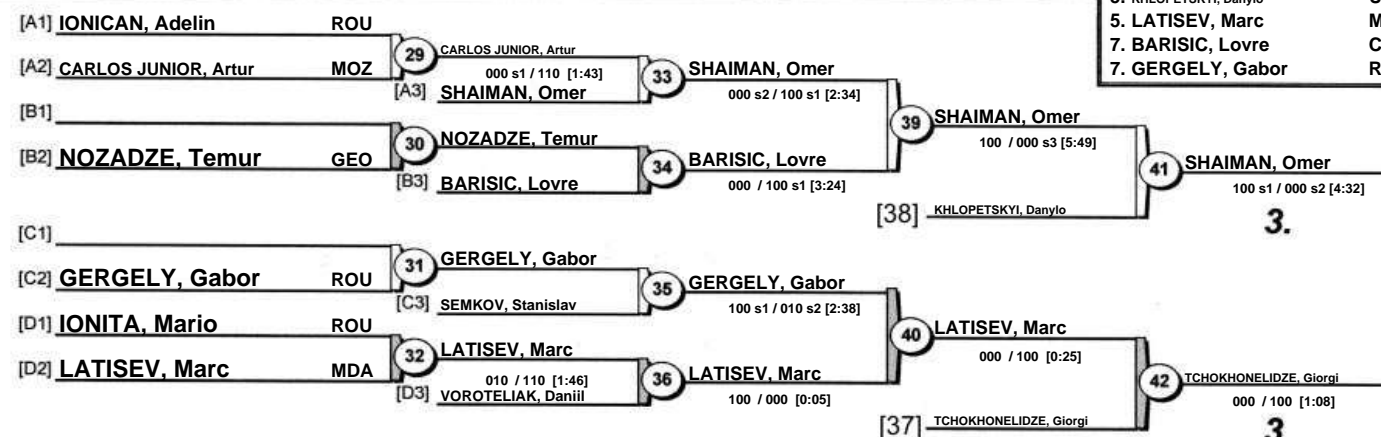 3. KHLOPETSKYI, Danylo
5. LATISEV, Marc M
7. BARISIC, Lovre C
7. GERGELY, Gabor R
[A1] IONICAN, Adelin ROU
[A2] CARLOS JUNIOR, Artur MOZ
29
CARLOS JUNIOR, Artur
000 s1 / 110 [1:43]
[A3] SHAIMAN, Omer
33
SHAIMAN, Omer
000 s2 / 100 s1 [2:34]
[B1]
[B2] NOZADZE, Temur GEO
30
NOZADZE, Temur
[B3] BARISIC, Lovre
34
BARISIC, Lovre
000 / 100 s1 [3:24]
39
SHAIMAN, Omer
100 / 000 s3 [5:49]
[38] KHLOPETSKYI, Danylo
41
SHAIMAN, Omer
100 s1 / 000 s2 [4:32]
3.
[C1]
[C2] GERGELY, Gabor ROU
31
GERGELY, Gabor
[C3] SEMKOV, Stanislav
35
GERGELY, Gabor
100 s1 / 010 s2 [2:38]
[D1] IONITA, Mario ROU
[D2] LATISEV, Marc MDA
32
LATISEV, Marc
010 / 110 [1:46]
[D3] VOROTELIAK, Daniil
36
LATISEV, Marc
100 / 000 [0:05]
40
LATISEV, Marc
000 / 100 [0:25]
[37] TCHOKHONELIDZE, Giorgi
42
TCHOKHONELIDZE, Giorgi
000 / 100 [1:08]
3